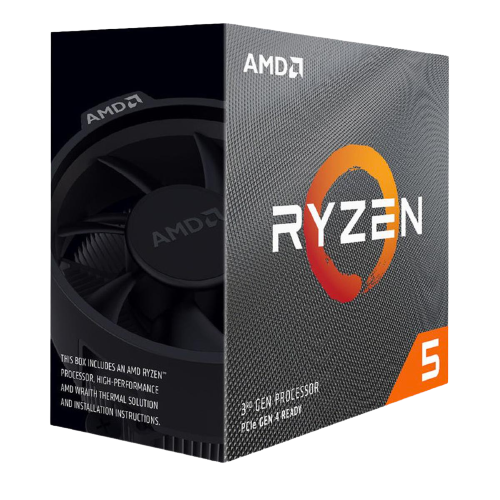 AMD
AMD
THIS BOX INCLUDES AN AMD RYZEN™
PROCESSOR, HIGH-PERFORMANCE
AMD WRAITH THERMAL SOLUTION
AND INSTALLATION INSTRUCTIONS.
AMD
RYZEN
5
3RD GEN PROCESSOR
PCIe GEN 4 READY